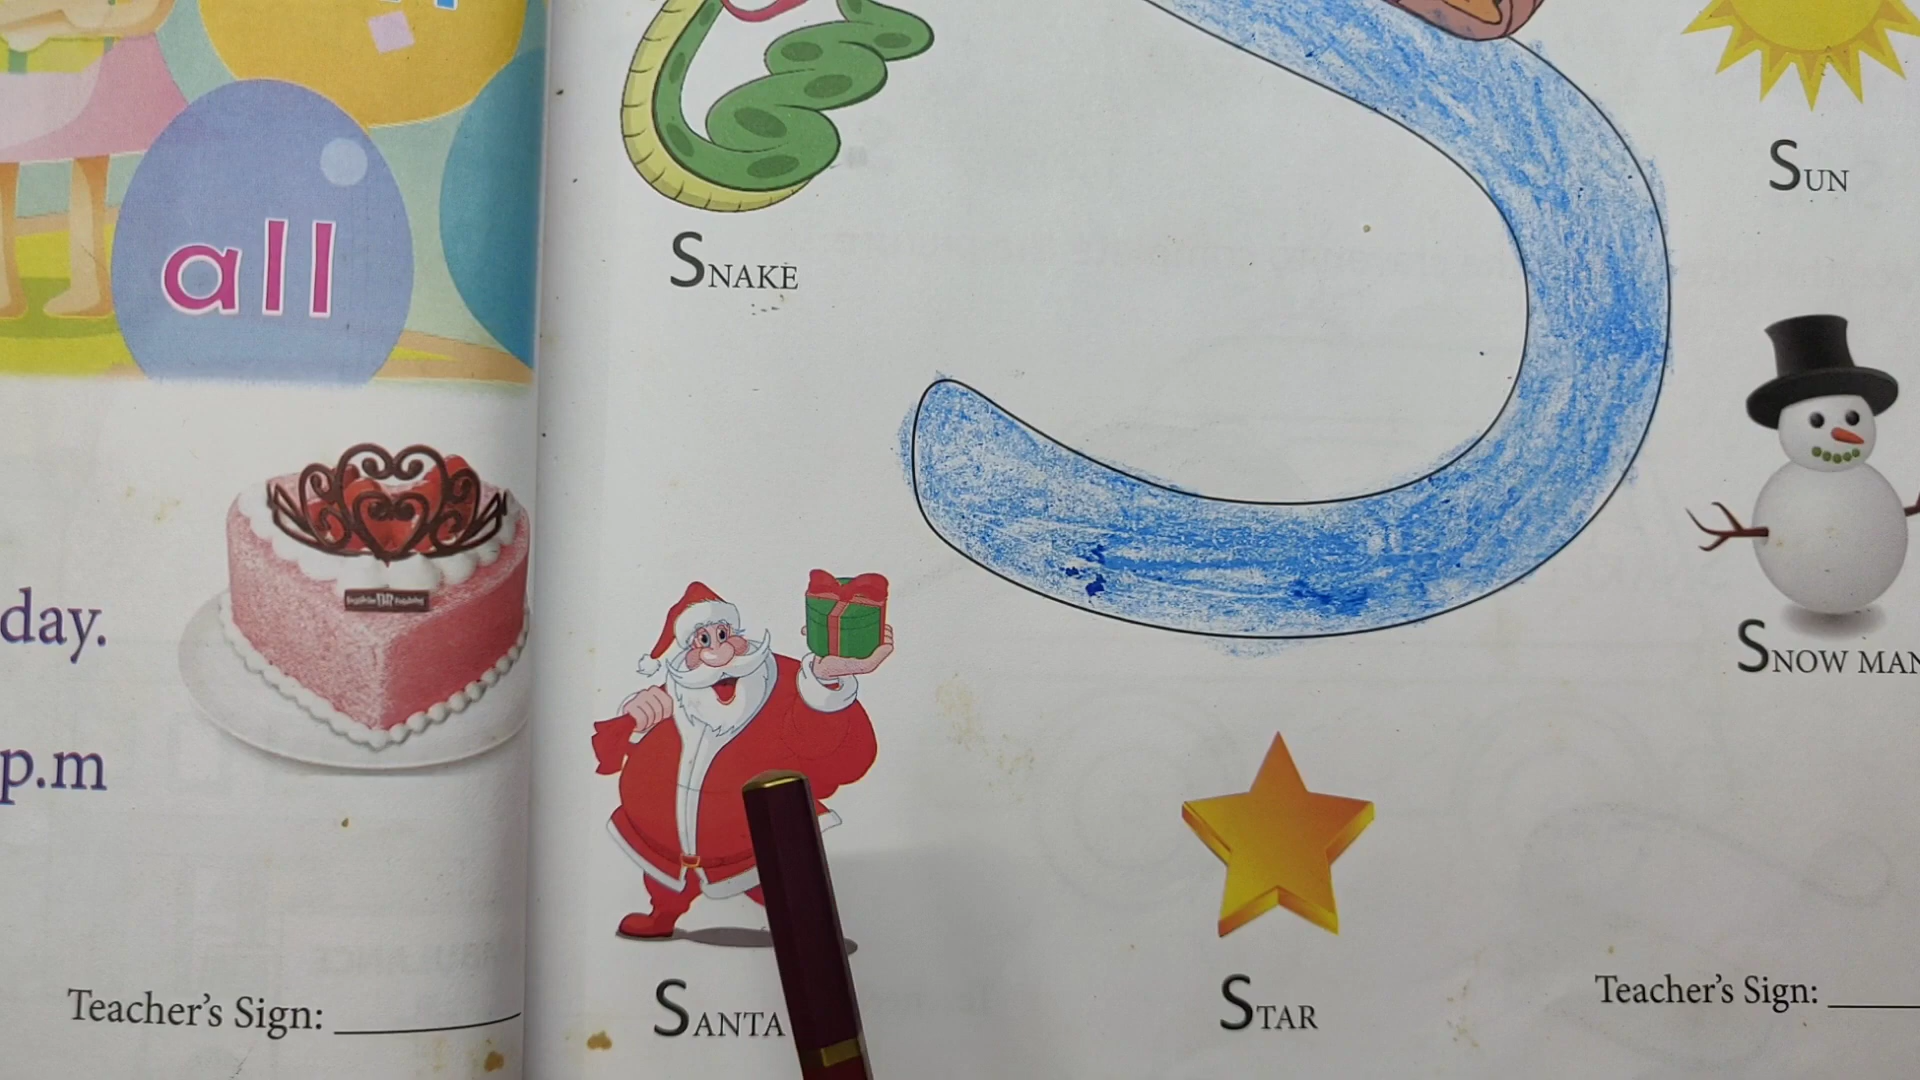 all
day.
p.m
Teacher's Sign:
SNAKE
SUN
SNOW MAN
SANTA
STAR
Teacher's Sign: